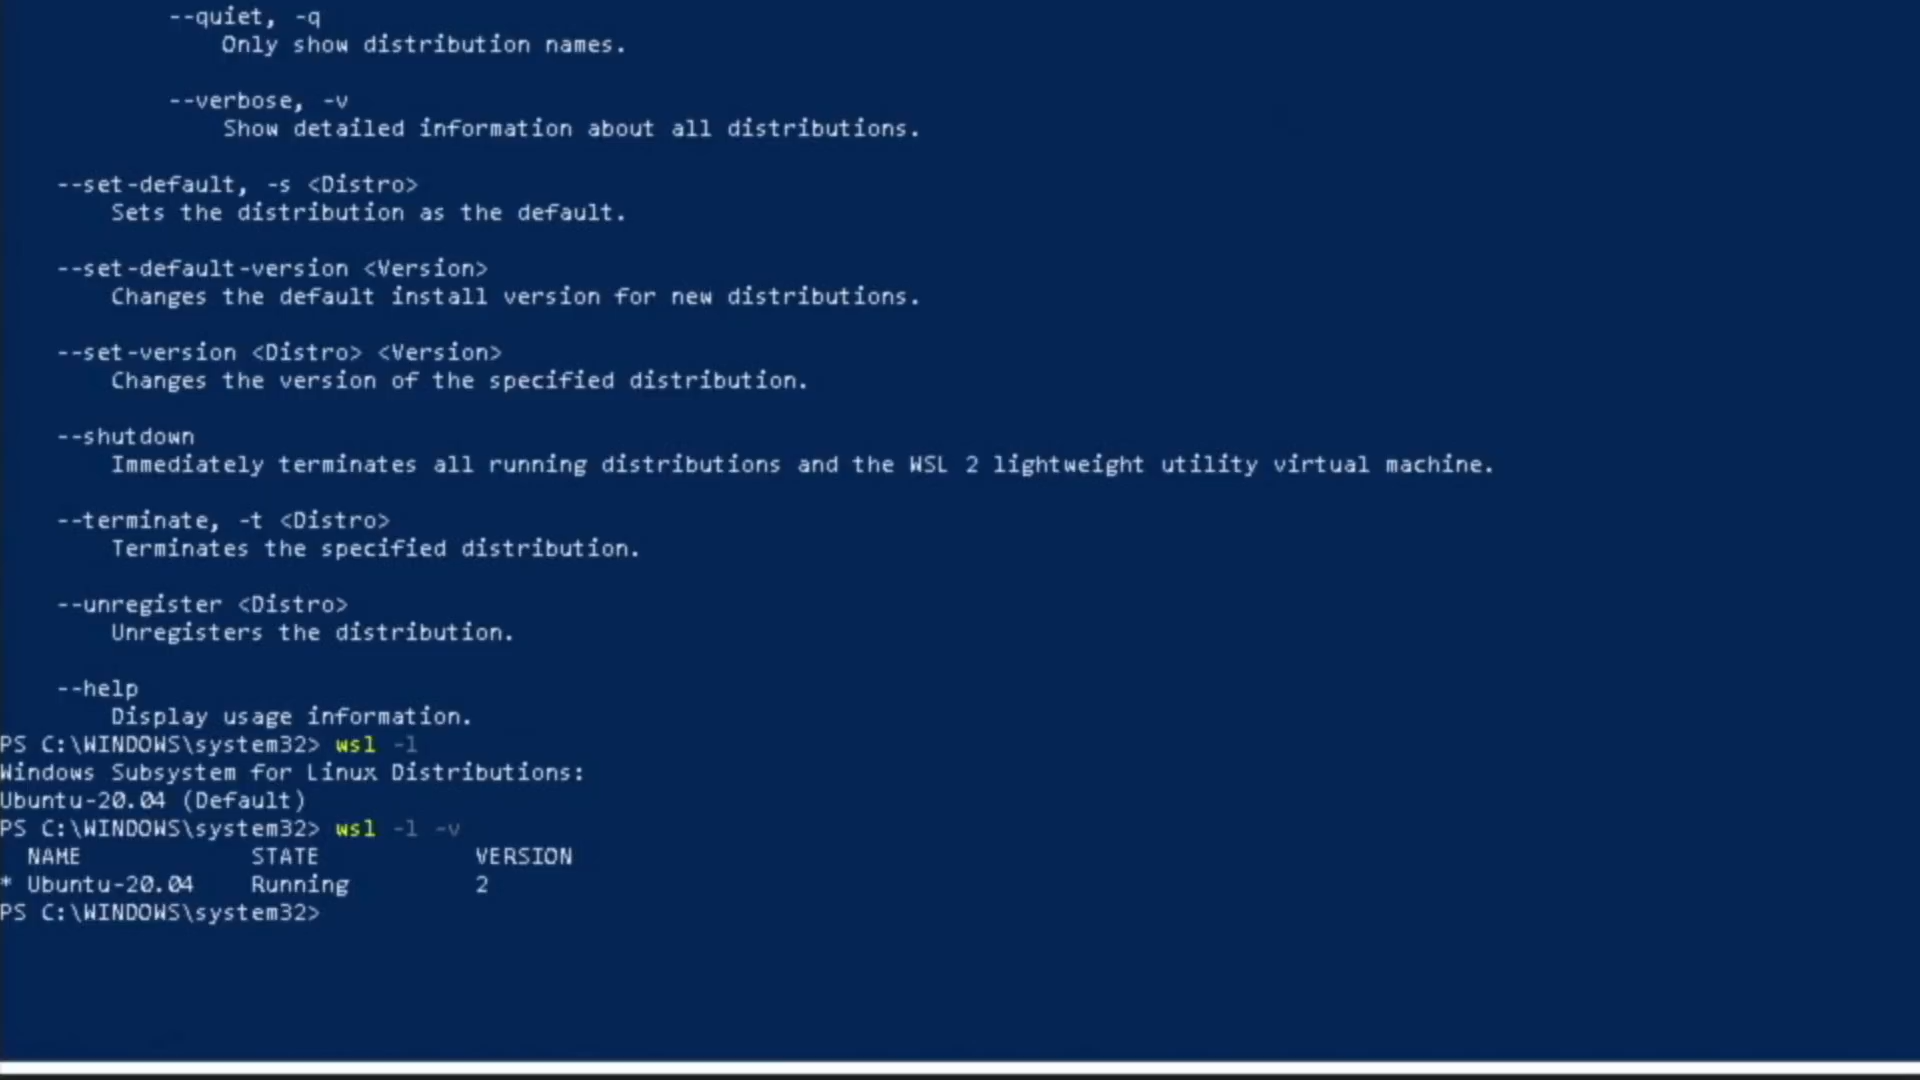 --quiet, -q
Only show distribution names.
--verbose, -v
Show detailed information about all distributions.
--set-default, -s <Distro>
Sets the distribution as the default.
--set-default-version <Version>
Changes the default install version for new distributions.
--set-version <Distro> <Version>
Changes the version of the specified distribution.
--shutdown
Immediately terminates all running distributions and the WSL 2 lightweight utility virtual machine.
--terminate, -t <Distro>
Terminates the specified distribution.
--unregister <Distro>
Unregisters the distribution.
--help
Display usage information.
PS C:\WINDOWS\system32> wsl -l
Windows Subsystem for Linux Distributions:
Ubuntu-20.04 (Default)
PS C:\WINDOWS\system32> wsl -l -v
NAME STATE VERSION
* Ubuntu-20.04 Running 2
PS C:\WINDOWS\system32>